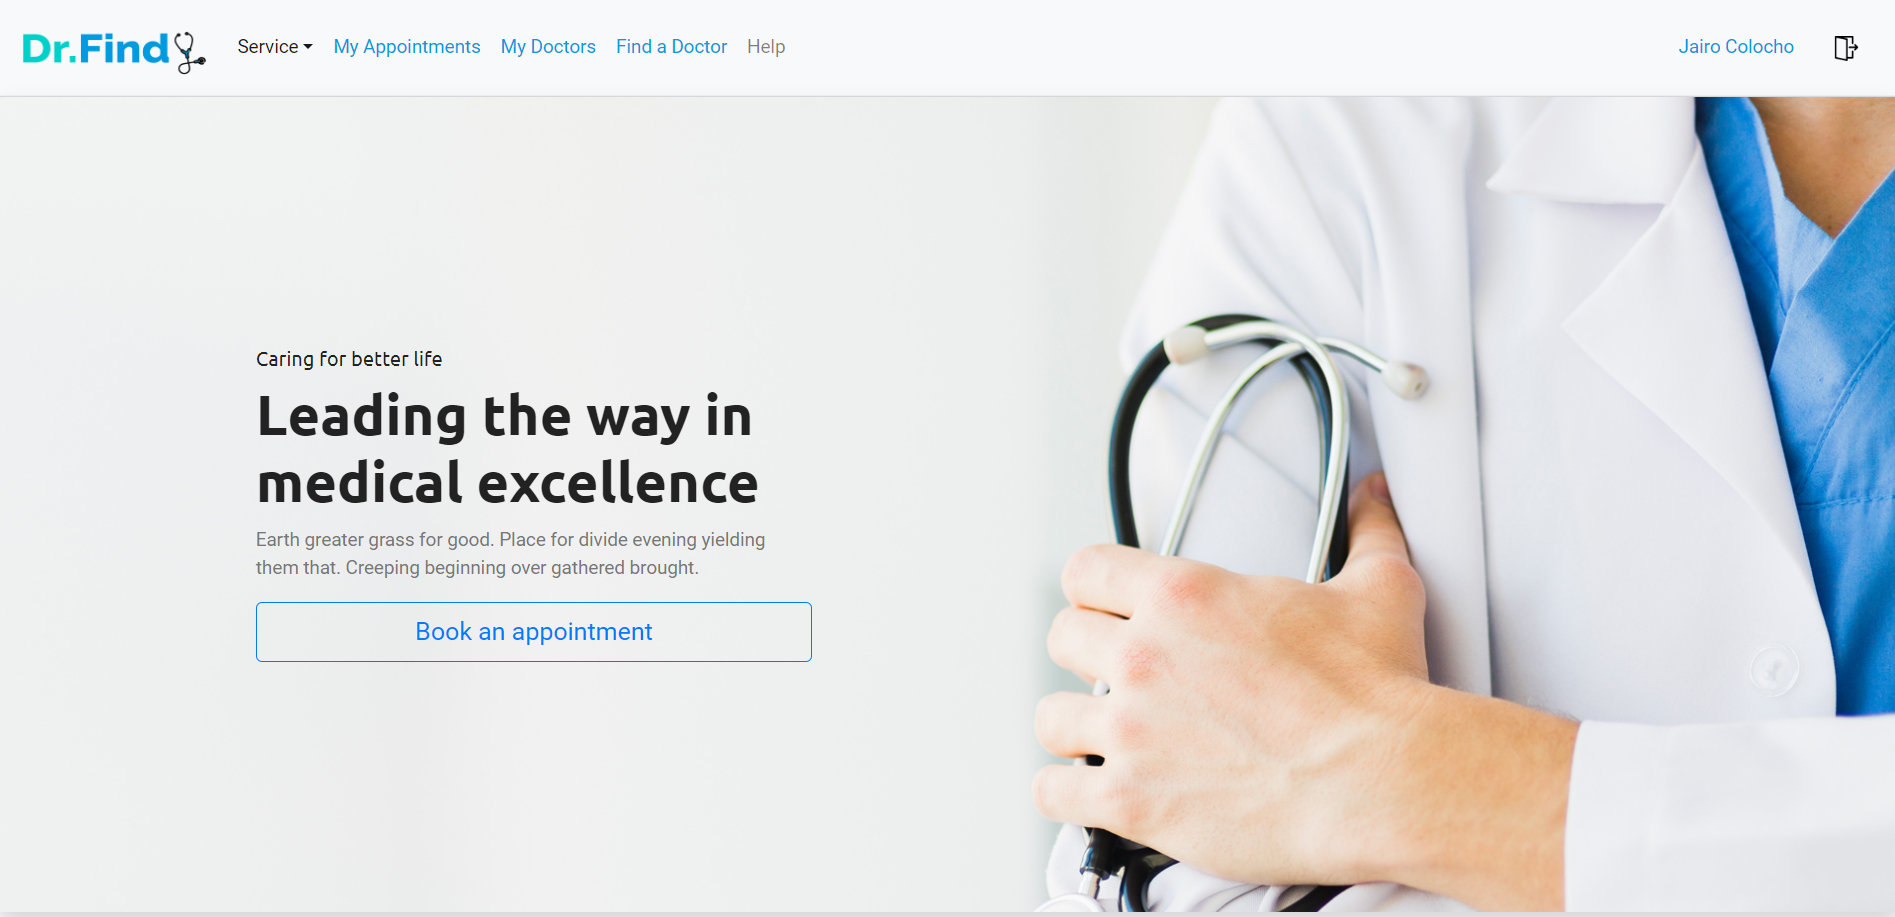 Dr.Find
Service
My Appointments
My Doctors
Find a Doctor
Help
Jairo Colocho
Caring for better life
Leading the way in
medical excellence
Earth greater grass for good. Place for divide evening yielding
them that. Creeping beginning over gathered brought.
Book an appointment